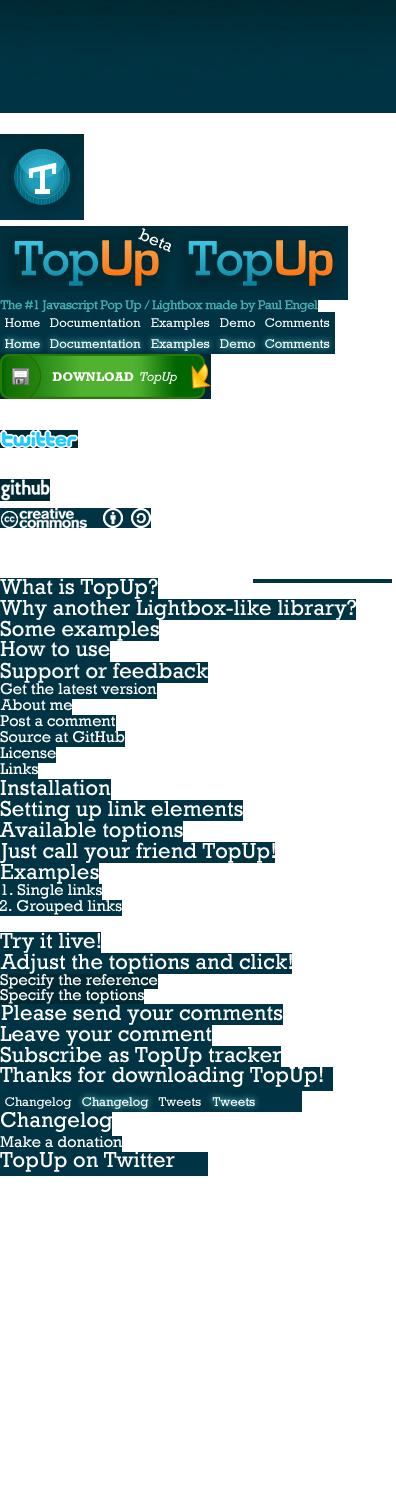 T
TopUp beta TopUp
The #1 Javascript Pop Up / Lightbox made by Paul Engel
Home Documentation Examples Demo Comments
Home Documentation Examples Demo Comments
DOWNLOAD TopUp
twitter
github
cc creative commons
What is TopUp?
Why another Lightbox-like library?
Some examples
How to use
Support or feedback
Get the latest version
About me
Post a comment
Source at GitHub
License
Links
Installation
Setting up link elements
Available toptions
Just call your friend TopUp!
Examples
1. Single links
2. Grouped links
Try it live!
Adjust the toptions and click!
Specify the reference
Specify the toptions
Please send your comments
Leave your comment
Subscribe as TopUp tracker
Thanks for downloading TopUp!
Changelog Changelog Tweets Tweets
Changelog
Make a donation
TopUp on Twitter